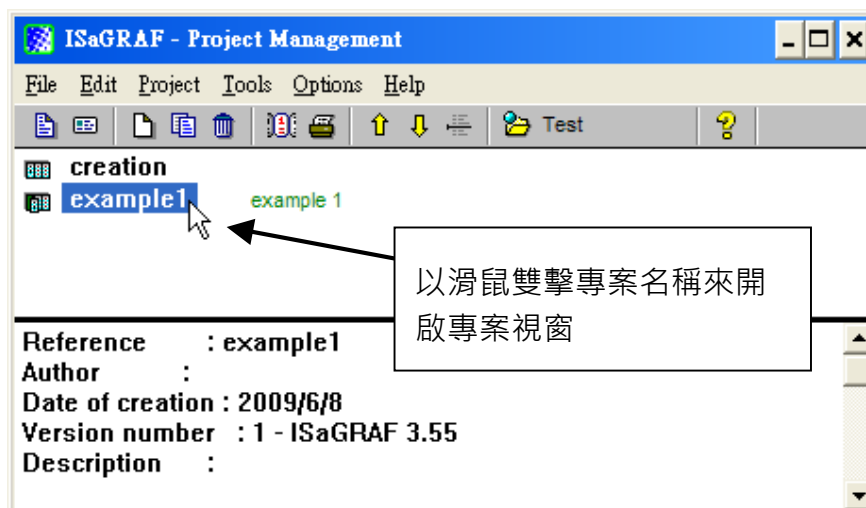 ISaGRAF - Project Management
File Edit Project Tools Options Help
Test
creation
example1 example 1
以滑鼠雙擊專案名稱來開
啟專案視窗
Reference : example1
Author :
Date of creation : 2009/6/8
Version number : 1 - ISaGRAF 3.55
Description :